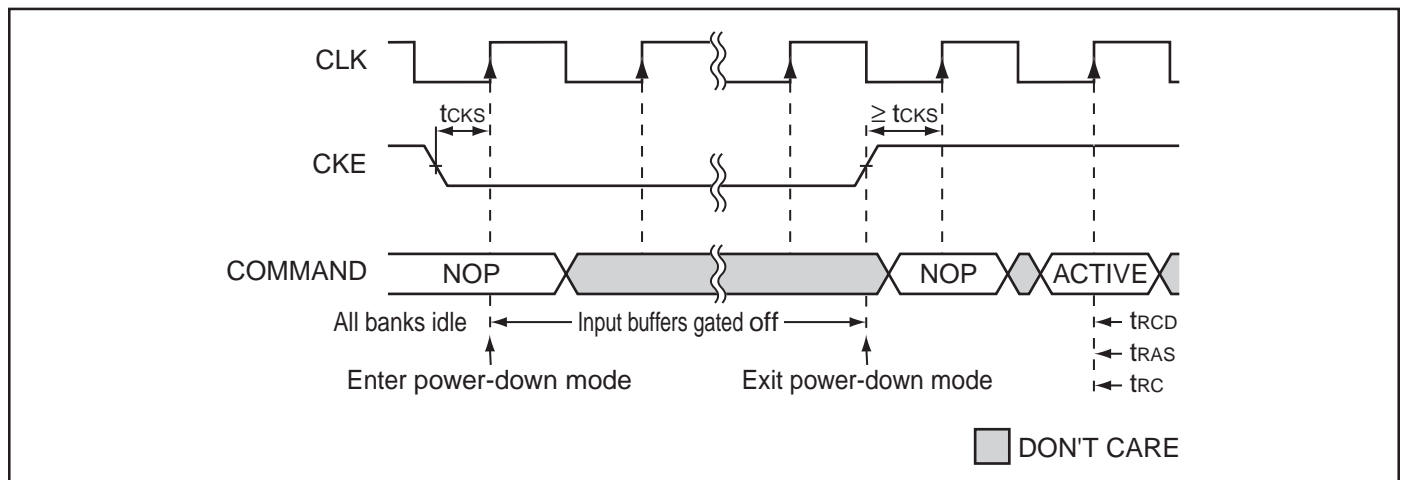 CLK
tCKS
≥ tCKS
CKE
COMMAND
NOP
NOP
ACTIVE
All banks idle
Input buffers gated off
tRCD
tRAS
tRC
Enter power-down mode
Exit power-down mode
DON'T CARE